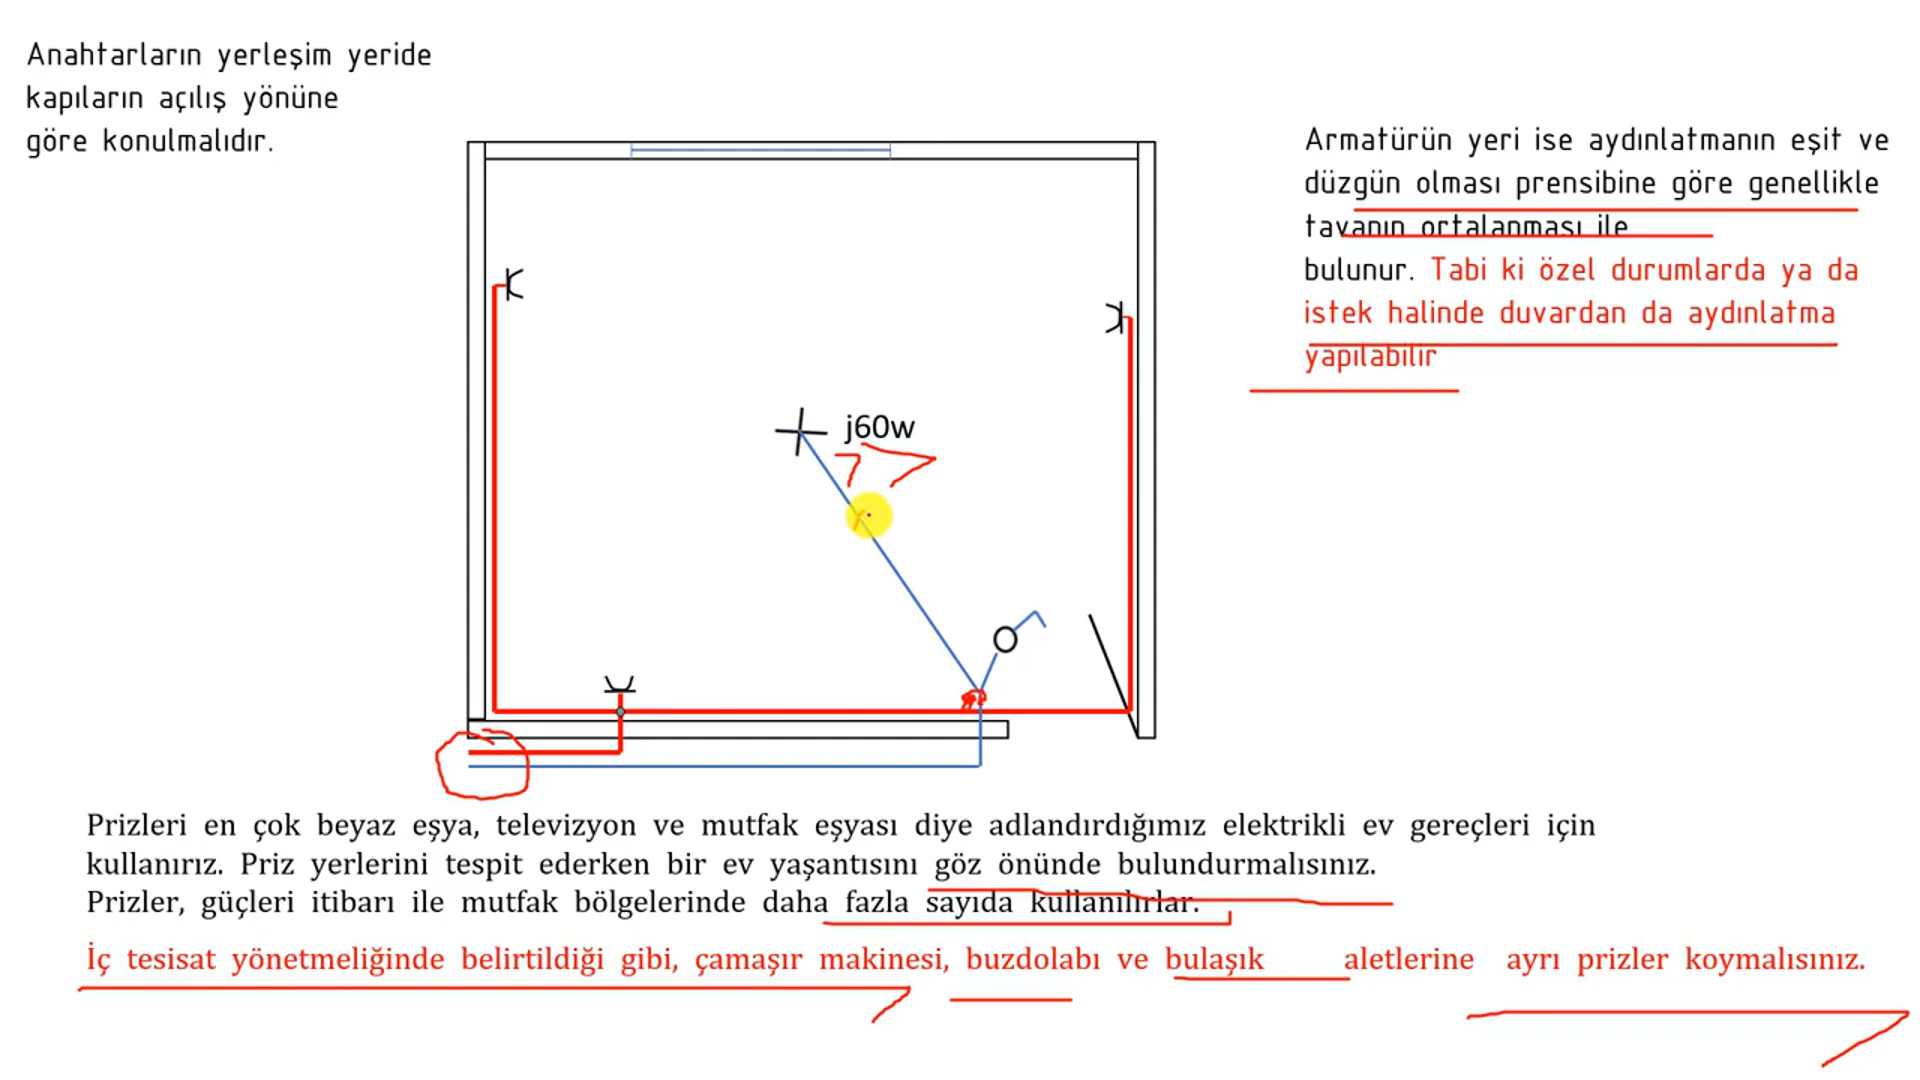 Anahtarların yerleşim yeride
kapıların açılış yönüne
göre konulmalıdır.
Armatürün yeri ise aydınlatmanın eşit ve
düzgün olması prensibine göre genellikle
tavanın ortalanması ile
bulunur. Tabi ki özel durumlarda ya da
istek halinde duvardan da aydınlatma
yapılabilir
j60w
Prizleri en çok beyaz eşya, televizyon ve mutfak eşyası diye adlandırdığımız elektrikli ev gereçleri için
kullanırız. Priz yerlerini tespit ederken bir ev yaşantısını göz önünde bulundurmalısınız.
Prizler, güçleri itibarı ile mutfak bölgelerinde daha fazla sayıda kullanılırlar.
İç tesisat yönetmeliğinde belirtildiği gibi, çamaşır makinesi, buzdolabı ve bulaşık aletlerine ayrı prizler koymalısınız.